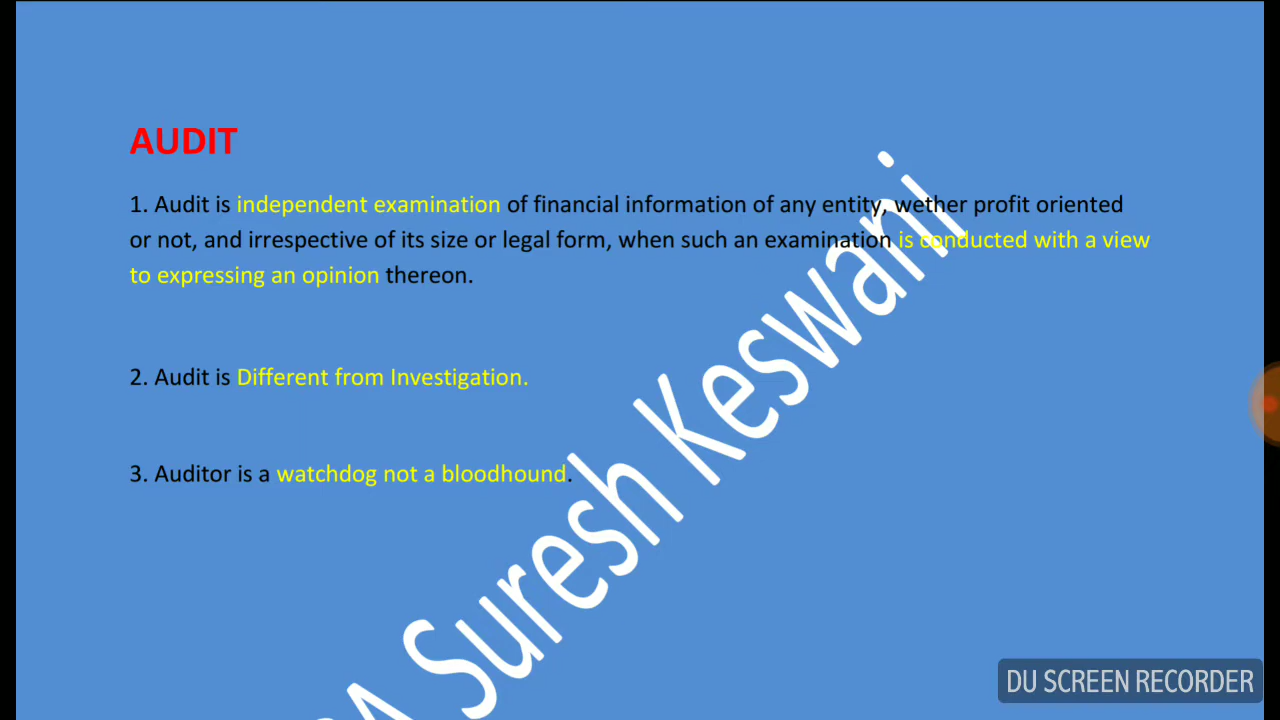 AUDIT
1. Audit is independent examination of financial information of any entity, wether profit oriented
or not, and irrespective of its size or legal form, when such an examination is conducted with a view
to expressing an opinion thereon.
2. Audit is Different from Investigation.
3. Auditor is a watchdog not a bloodhound.
Suresh Keswani
DU SCREEN RECORDER